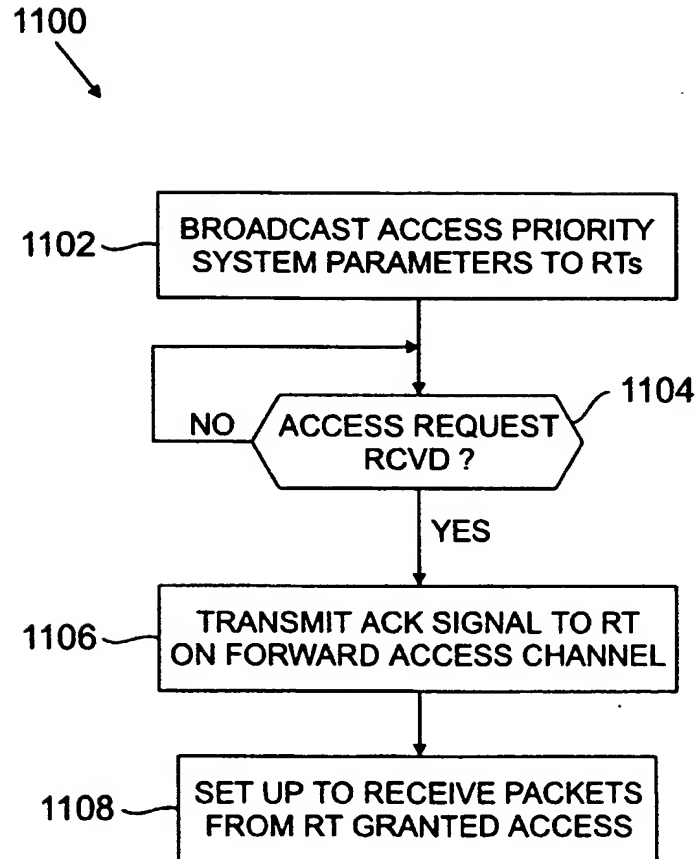 1100
1102
BROADCAST ACCESS PRIORITY
SYSTEM PARAMETERS TO RTs
1104
NO
ACCESS REQUEST
RCVD ?
YES
1106
TRANSMIT ACK SIGNAL TO RT
ON FORWARD ACCESS CHANNEL
1108
SET UP TO RECEIVE PACKETS
FROM RT GRANTED ACCESS